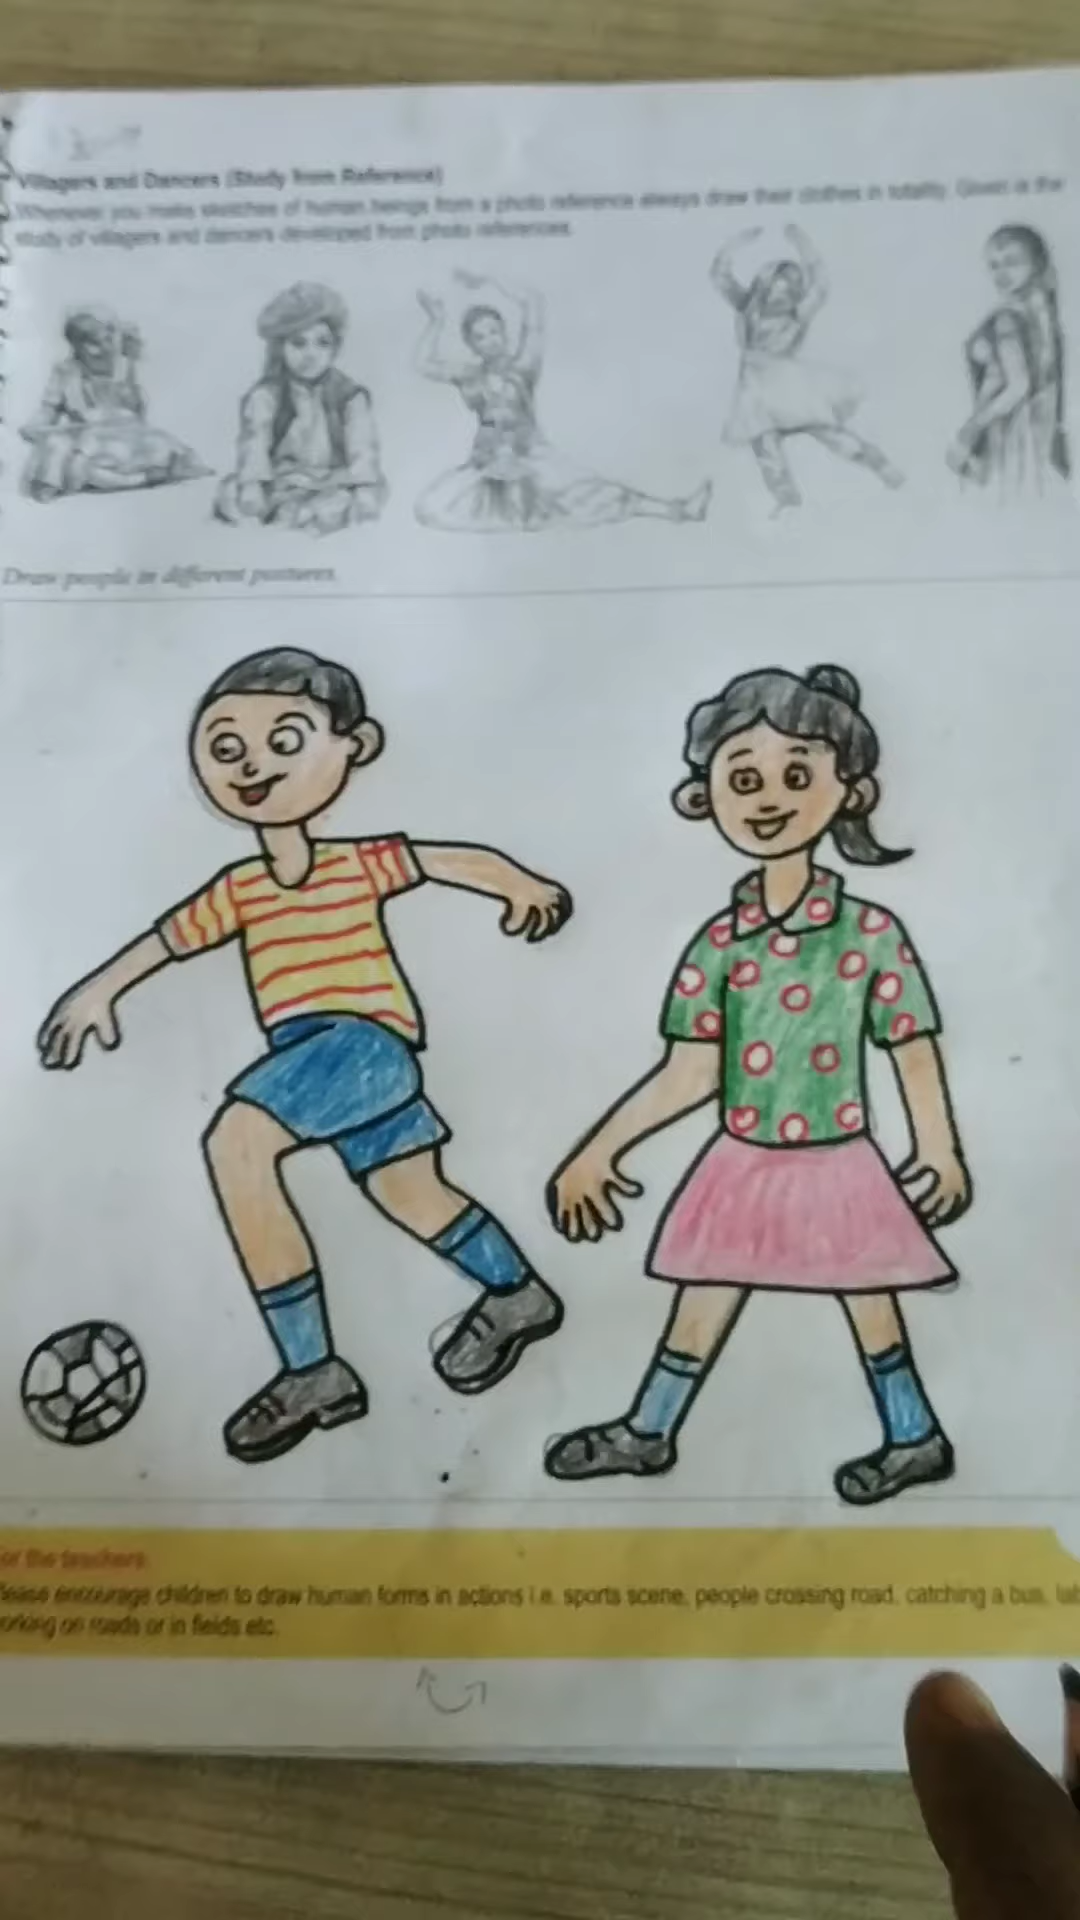 Villagers and Dancers (Study from Reference)
Whenever you make sketches of human beings from a photo reference always draw their clothes in totality. Given is the
study of villagers and dancers developed from photo references.
Draw people in different postures.
For the teachers:
Please encourage children to draw human forms in actions i.e. sports scene, people crossing road, catching a bus,
working on roads or in fields etc.